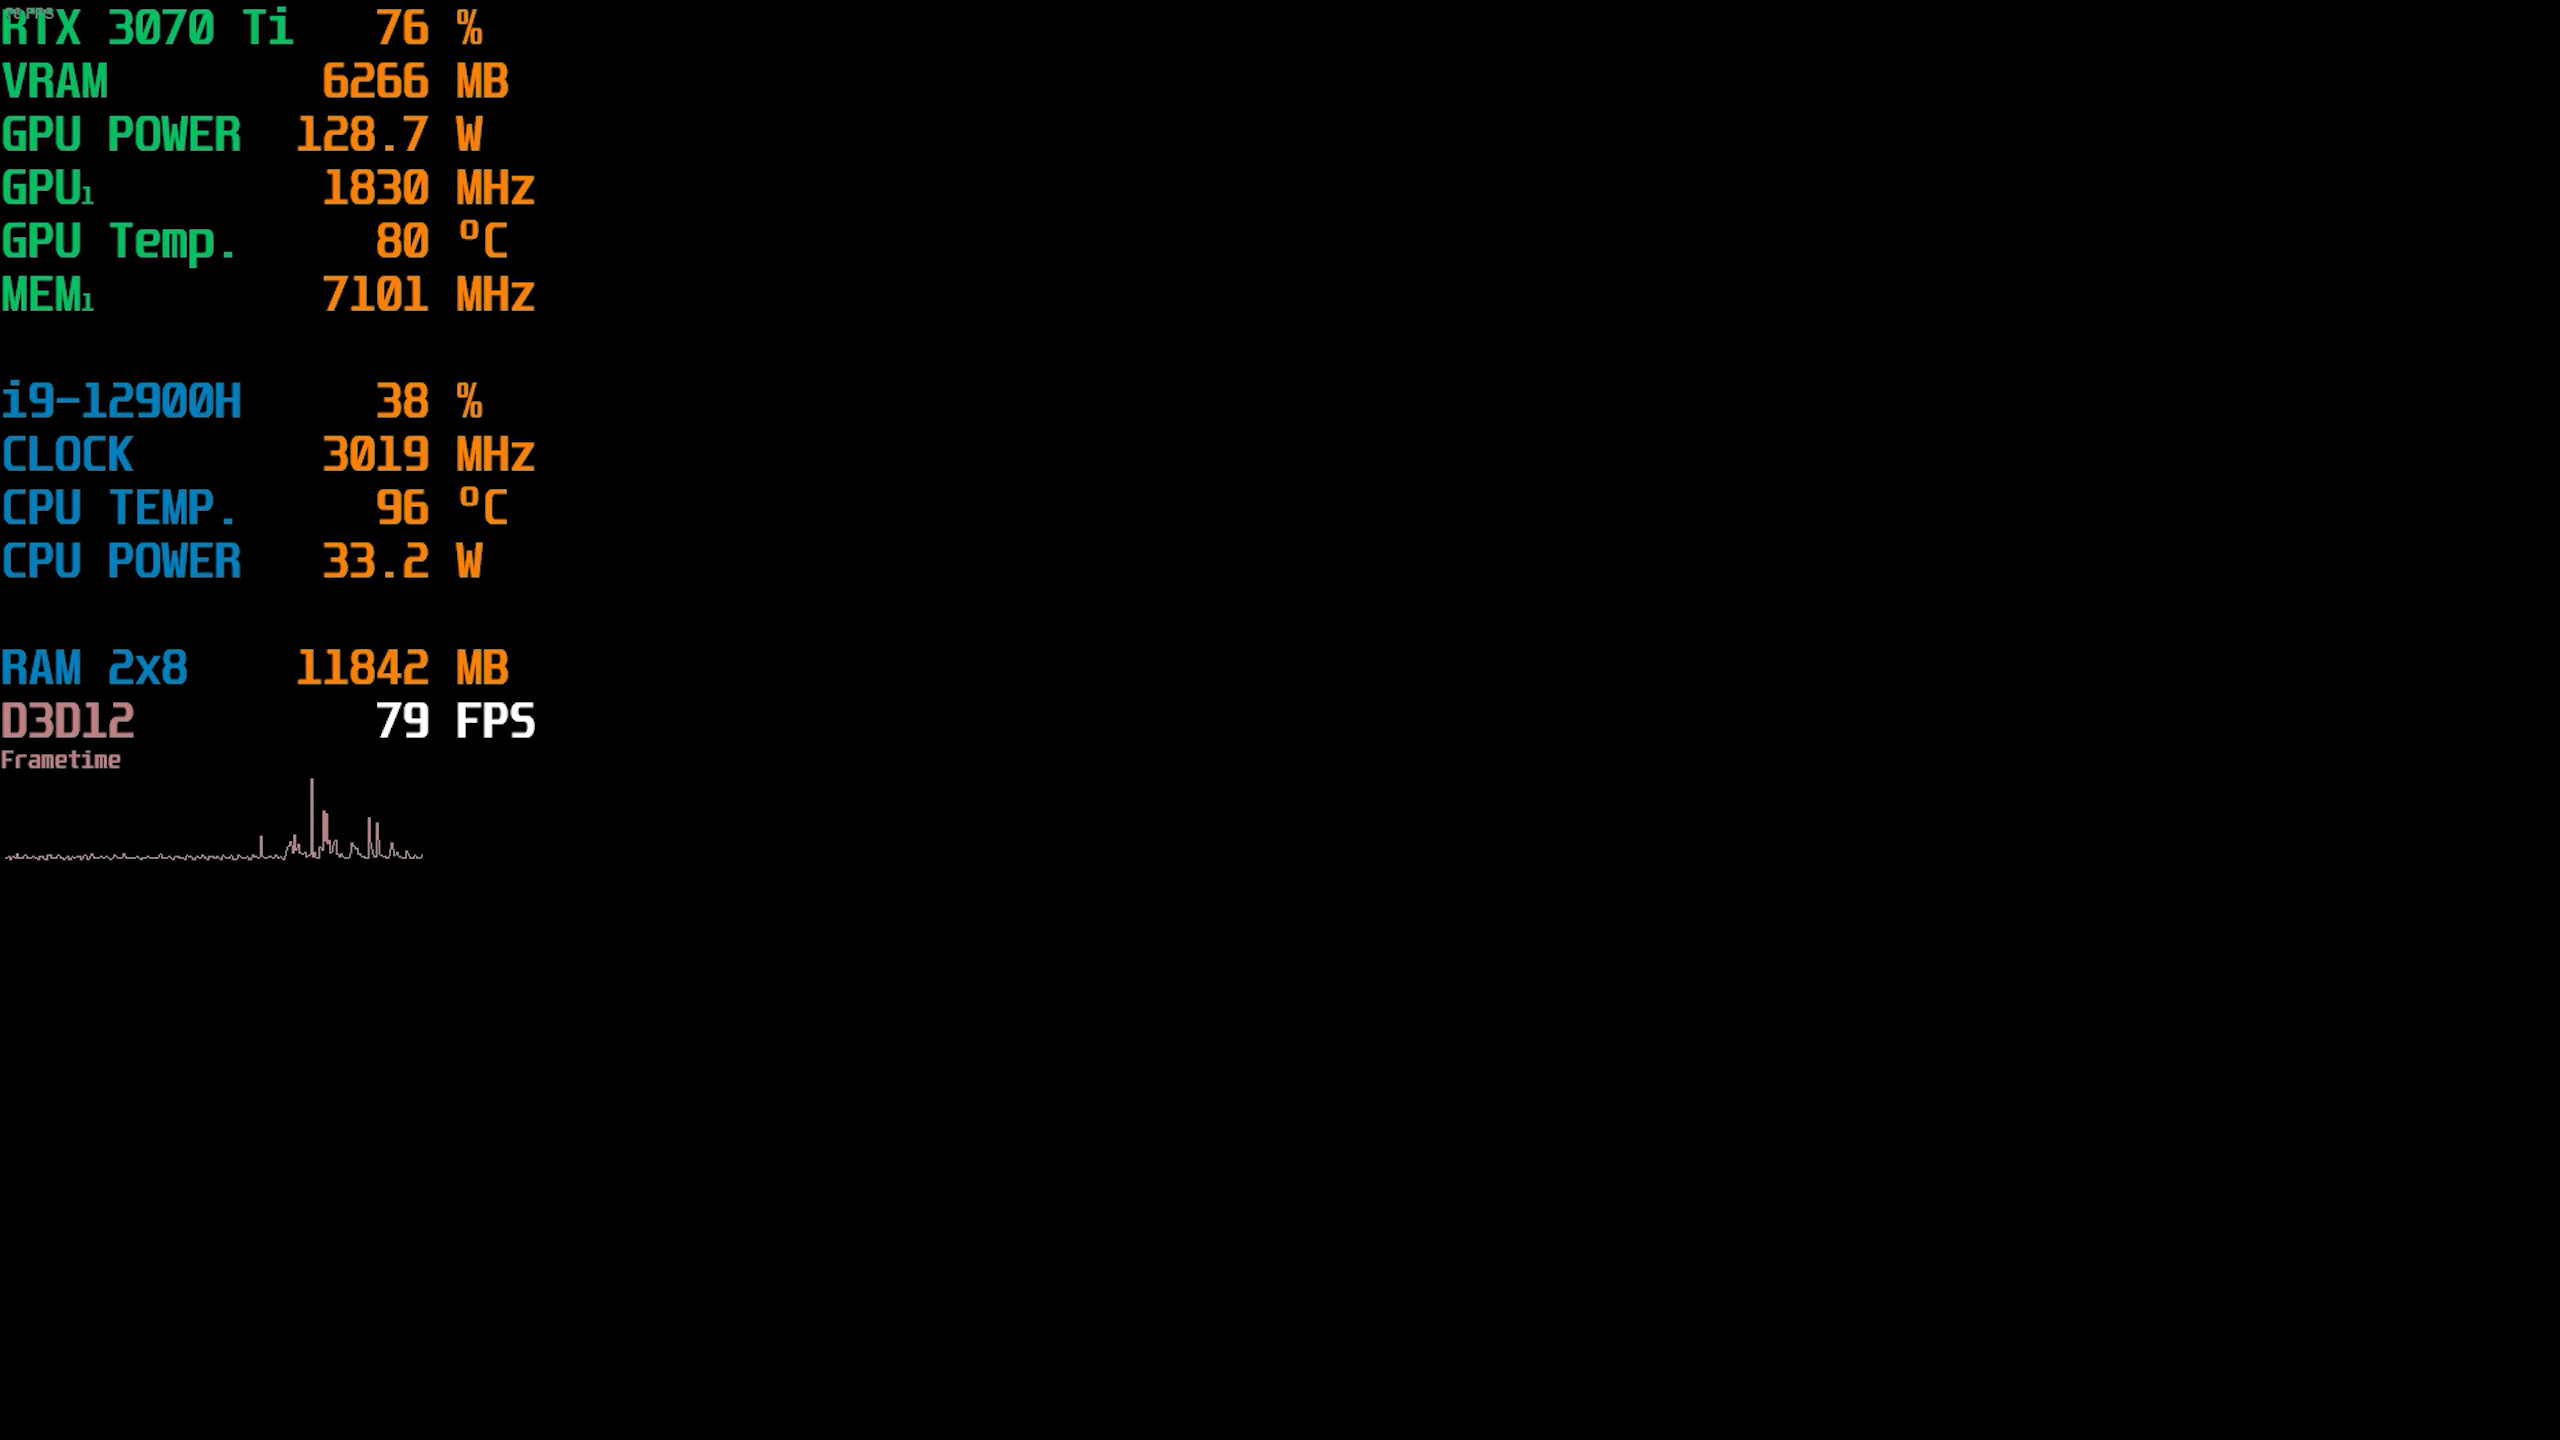 RTX 3070 Ti 76 %
VRAM 6266 MB
GPU POWER 128.7 W
GPU1 1830 MHz
GPU Temp. 80 °C
MEM1 7101 MHz
i9-12900H 38 %
CLOCK 3019 MHz
CPU TEMP. 96 °C
CPU POWER 33.2 W
RAM 2x8 11842 MB
D3D12 79 FPS
Frametime